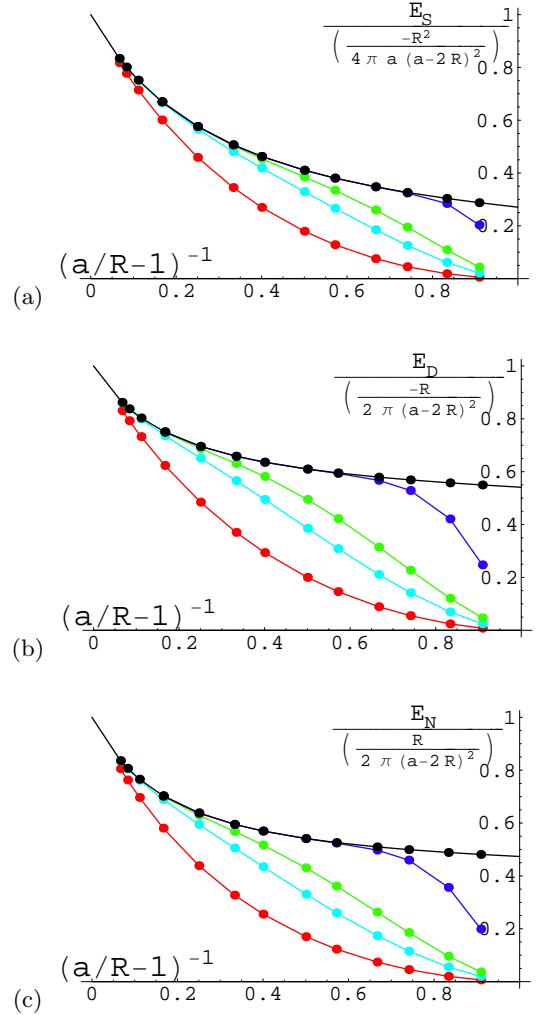 E_S
1
( -R^2 / 4 π a (a-2 R)^2 )
0.8
0.6
0.4
0.2
(a/R-1)^-1
0 0.2 0.4 0.6 0.8
(a)
E_D
1
( -R / 2 π (a-2 R)^2 )
0.8
0.6
0.4
0.2
(a/R-1)^-1
0 0.2 0.4 0.6 0.8
(b)
E_N
1
( R / 2 π (a-2 R)^2 )
0.8
0.6
0.4
0.2
(a/R-1)^-1
0 0.2 0.4 0.6 0.8
(c)